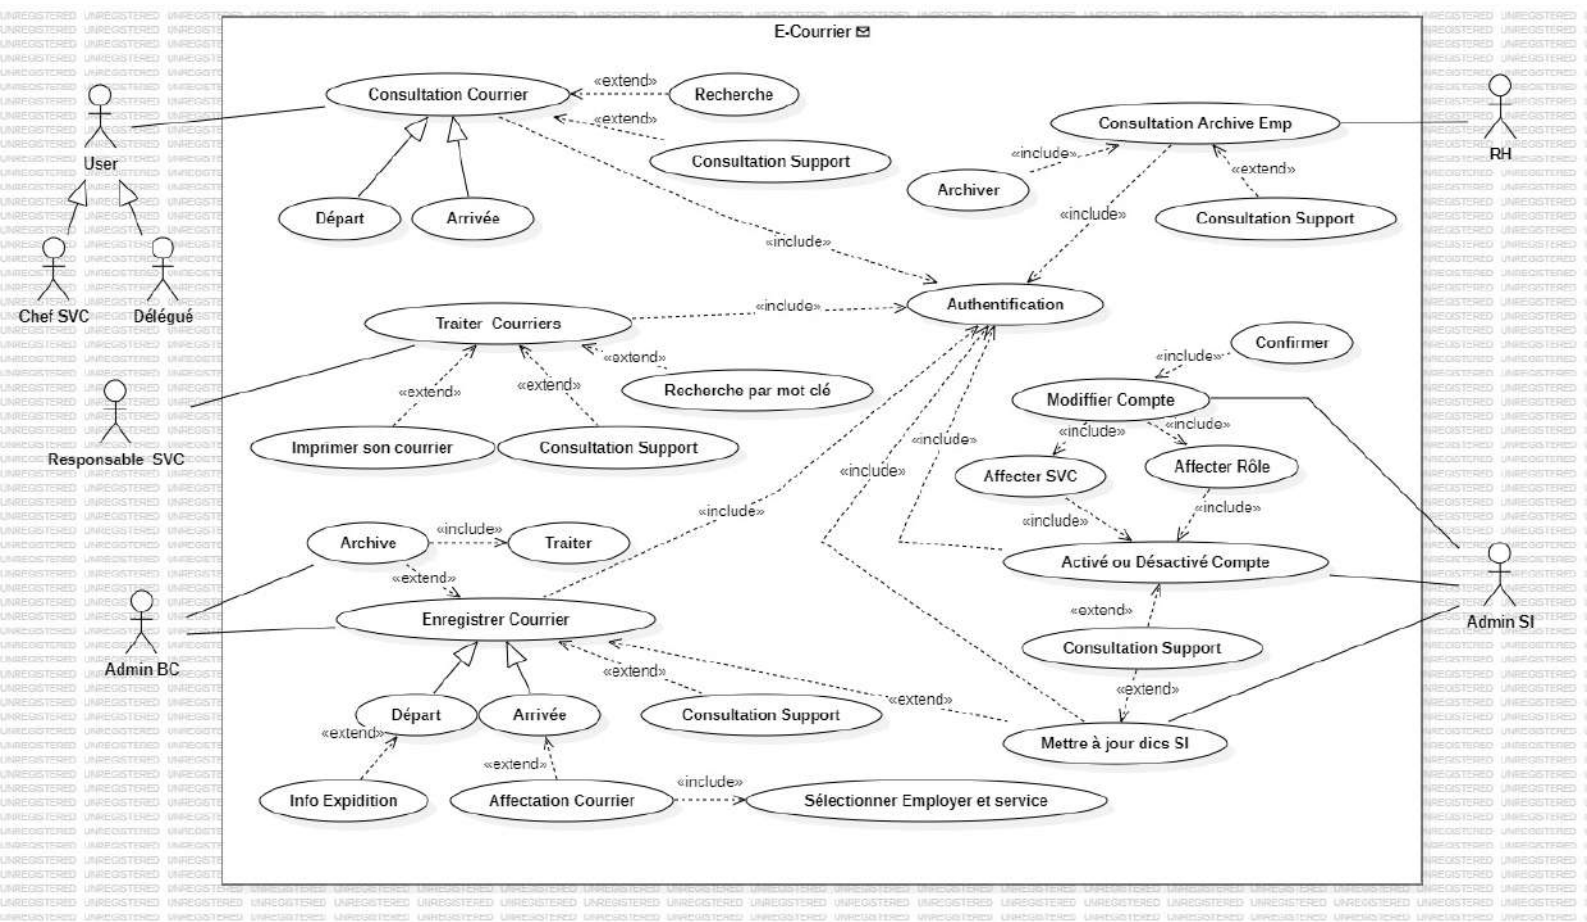 E-Courrier
Consultation Courrier
«extend»
Recherche
«extend»
Consultation Support
Départ
Arrivée
«include»
User
Chef SVC
Délégué
Consultation Archive Emp
RH
«include»
Archiver
«extend»
«include»
Consultation Support
Authentification
Traiter Courriers
«include»
«extend»
«extend»
«extend»
Recherche par mot clé
Imprimer son courrier
Consultation Support
Responsable SVC
Confirmer
«include»
Modiffier Compte
«include»
«include»
Affecter SVC
Affecter Rôle
«include»
«include»
«include»
«include»
«include»
Activé ou Désactivé Compte
«extend»
Consultation Support
«extend»
Mettre à jour dics SI
Admin SI
Archive
«include»
Traiter
«extend»
Enregistrer Courrier
Admin BC
«extend»
«extend»
Départ
Arrivée
Consultation Support
«extend»
«extend»
Info Expidition
Affectation Courrier
«include»
Sélectionner Employer et service
UNREGISTERED